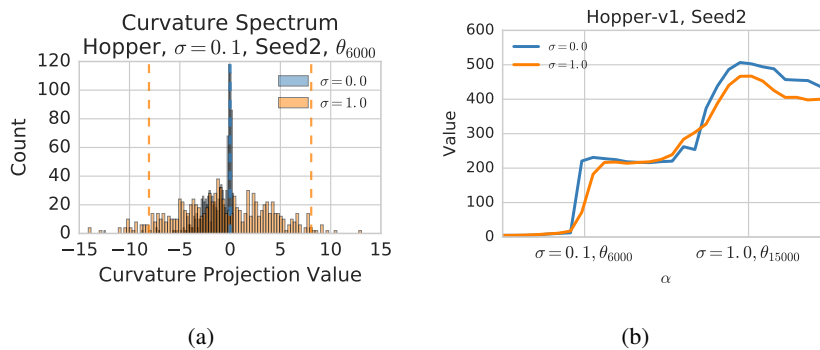 Curvature Spectrum
Hopper, σ = 0.1, Seed2, θ6000
120
100
80
60
40
20
0
Count
σ = 0.0
σ = 1.0
−15 −10 −5 0 5 10 15
Curvature Projection Value
(a)
Hopper-v1, Seed2
600
500
400
300
200
100
0
Value
σ = 0.0
σ = 1.0
σ = 0.1, θ6000 σ = 1.0, θ15000
α
(b)